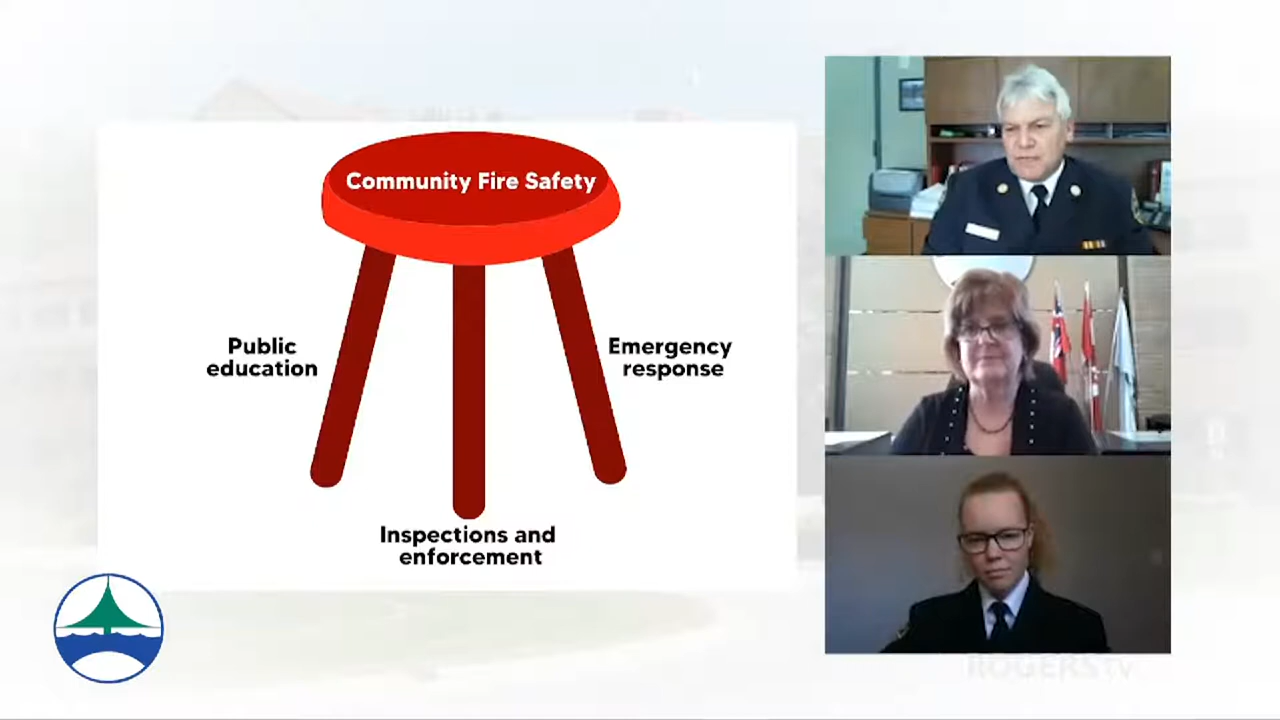 Community Fire Safety
Public
education
Emergency
response
Inspections and
enforcement
ROGERS tv